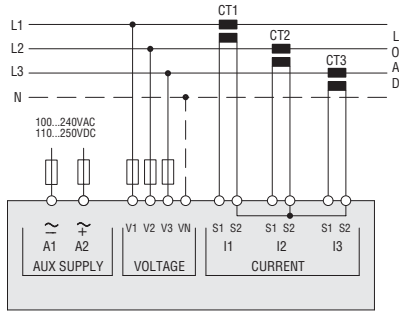 CT1
L1
CT2
L2
CT3
L3
N
LOAD
100...240VAC
110...250VDC
V1 V2 V3 VN S1 S2 S1 S2 S1 S2
A1 A2 I1 I2 I3
AUX SUPPLY VOLTAGE CURRENT